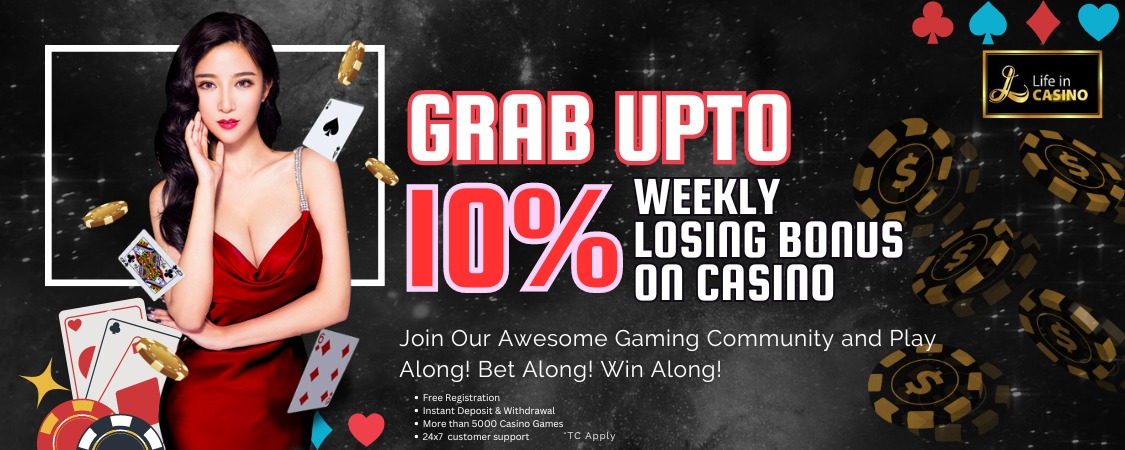 Life in
CASINO
GRAB UPTO
10%
WEEKLY
LOSING BONUS
ON CASINO
Join Our Awesome Gaming Community and Play
Along! Bet Along! Win Along!
• Free Registration
• Instant Deposit & Withdrawal
• More than 5000 Casino Games
• 24x7 customer support *TC Apply